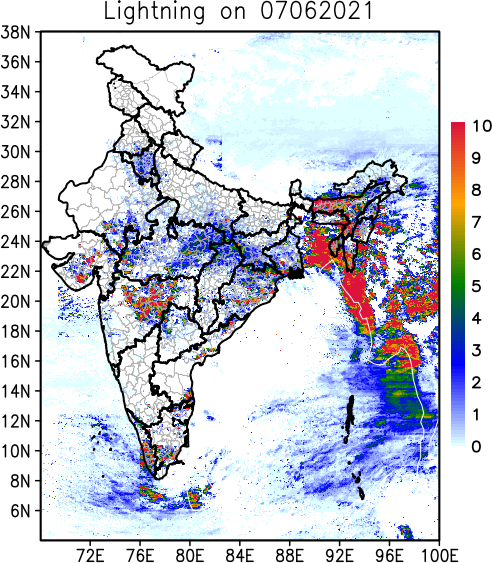 Lightning on 07062021
38N
36N
34N
32N
30N
28N
26N
24N
22N
20N
18N
16N
14N
12N
10N
8N
6N
72E 76E 80E 84E 88E 92E 96E 100E
10
9
8
7
6
5
4
3
2
1
0